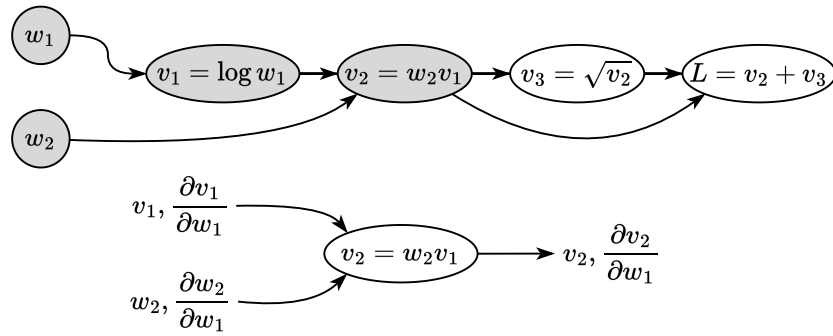 w₁
v₁ = log w₁
v₂ = w₂v₁
v₃ = √v₂
L = v₂ + v₃
w₂
v₁, ∂v₁/∂w₁
v₂ = w₂v₁
v₂, ∂v₂/∂w₁
w₂, ∂w₂/∂w₁